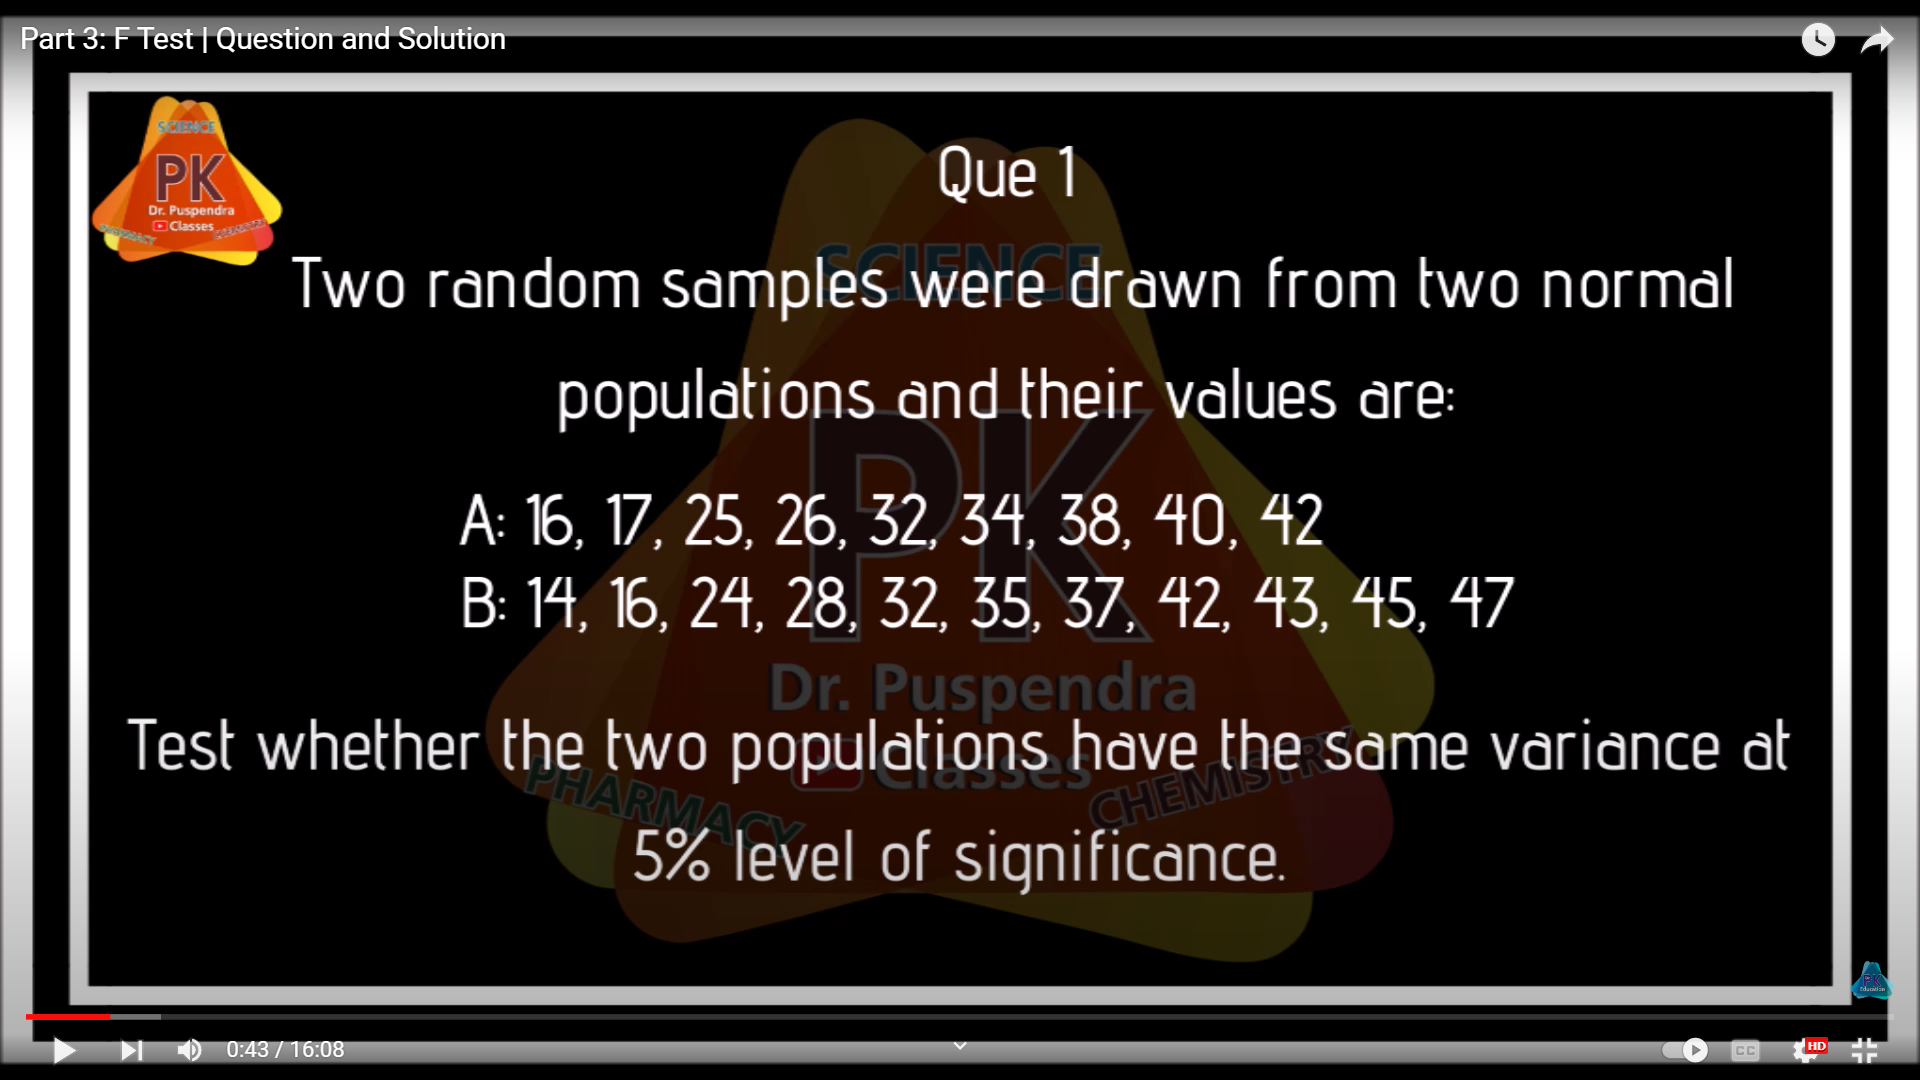 Part 3: F Test | Question and Solution
SCIENCE
PK
Dr. Puspendra
Classes
PHARMACY
CHEMISTRY
Que 1
Two random samples were drawn from two normal
populations and their values are:
A: 16, 17, 25, 26, 32, 34, 38, 40, 42
B: 14, 16, 24, 28, 32, 35, 37, 42, 43, 45, 47
Test whether the two populations have the same variance at
5% level of significance.
SCIENCE
PK
Dr. Puspendra
Classes
PHARMACY
CHEMISTRY
PK
Education
0:43 / 16:08
CC
HD